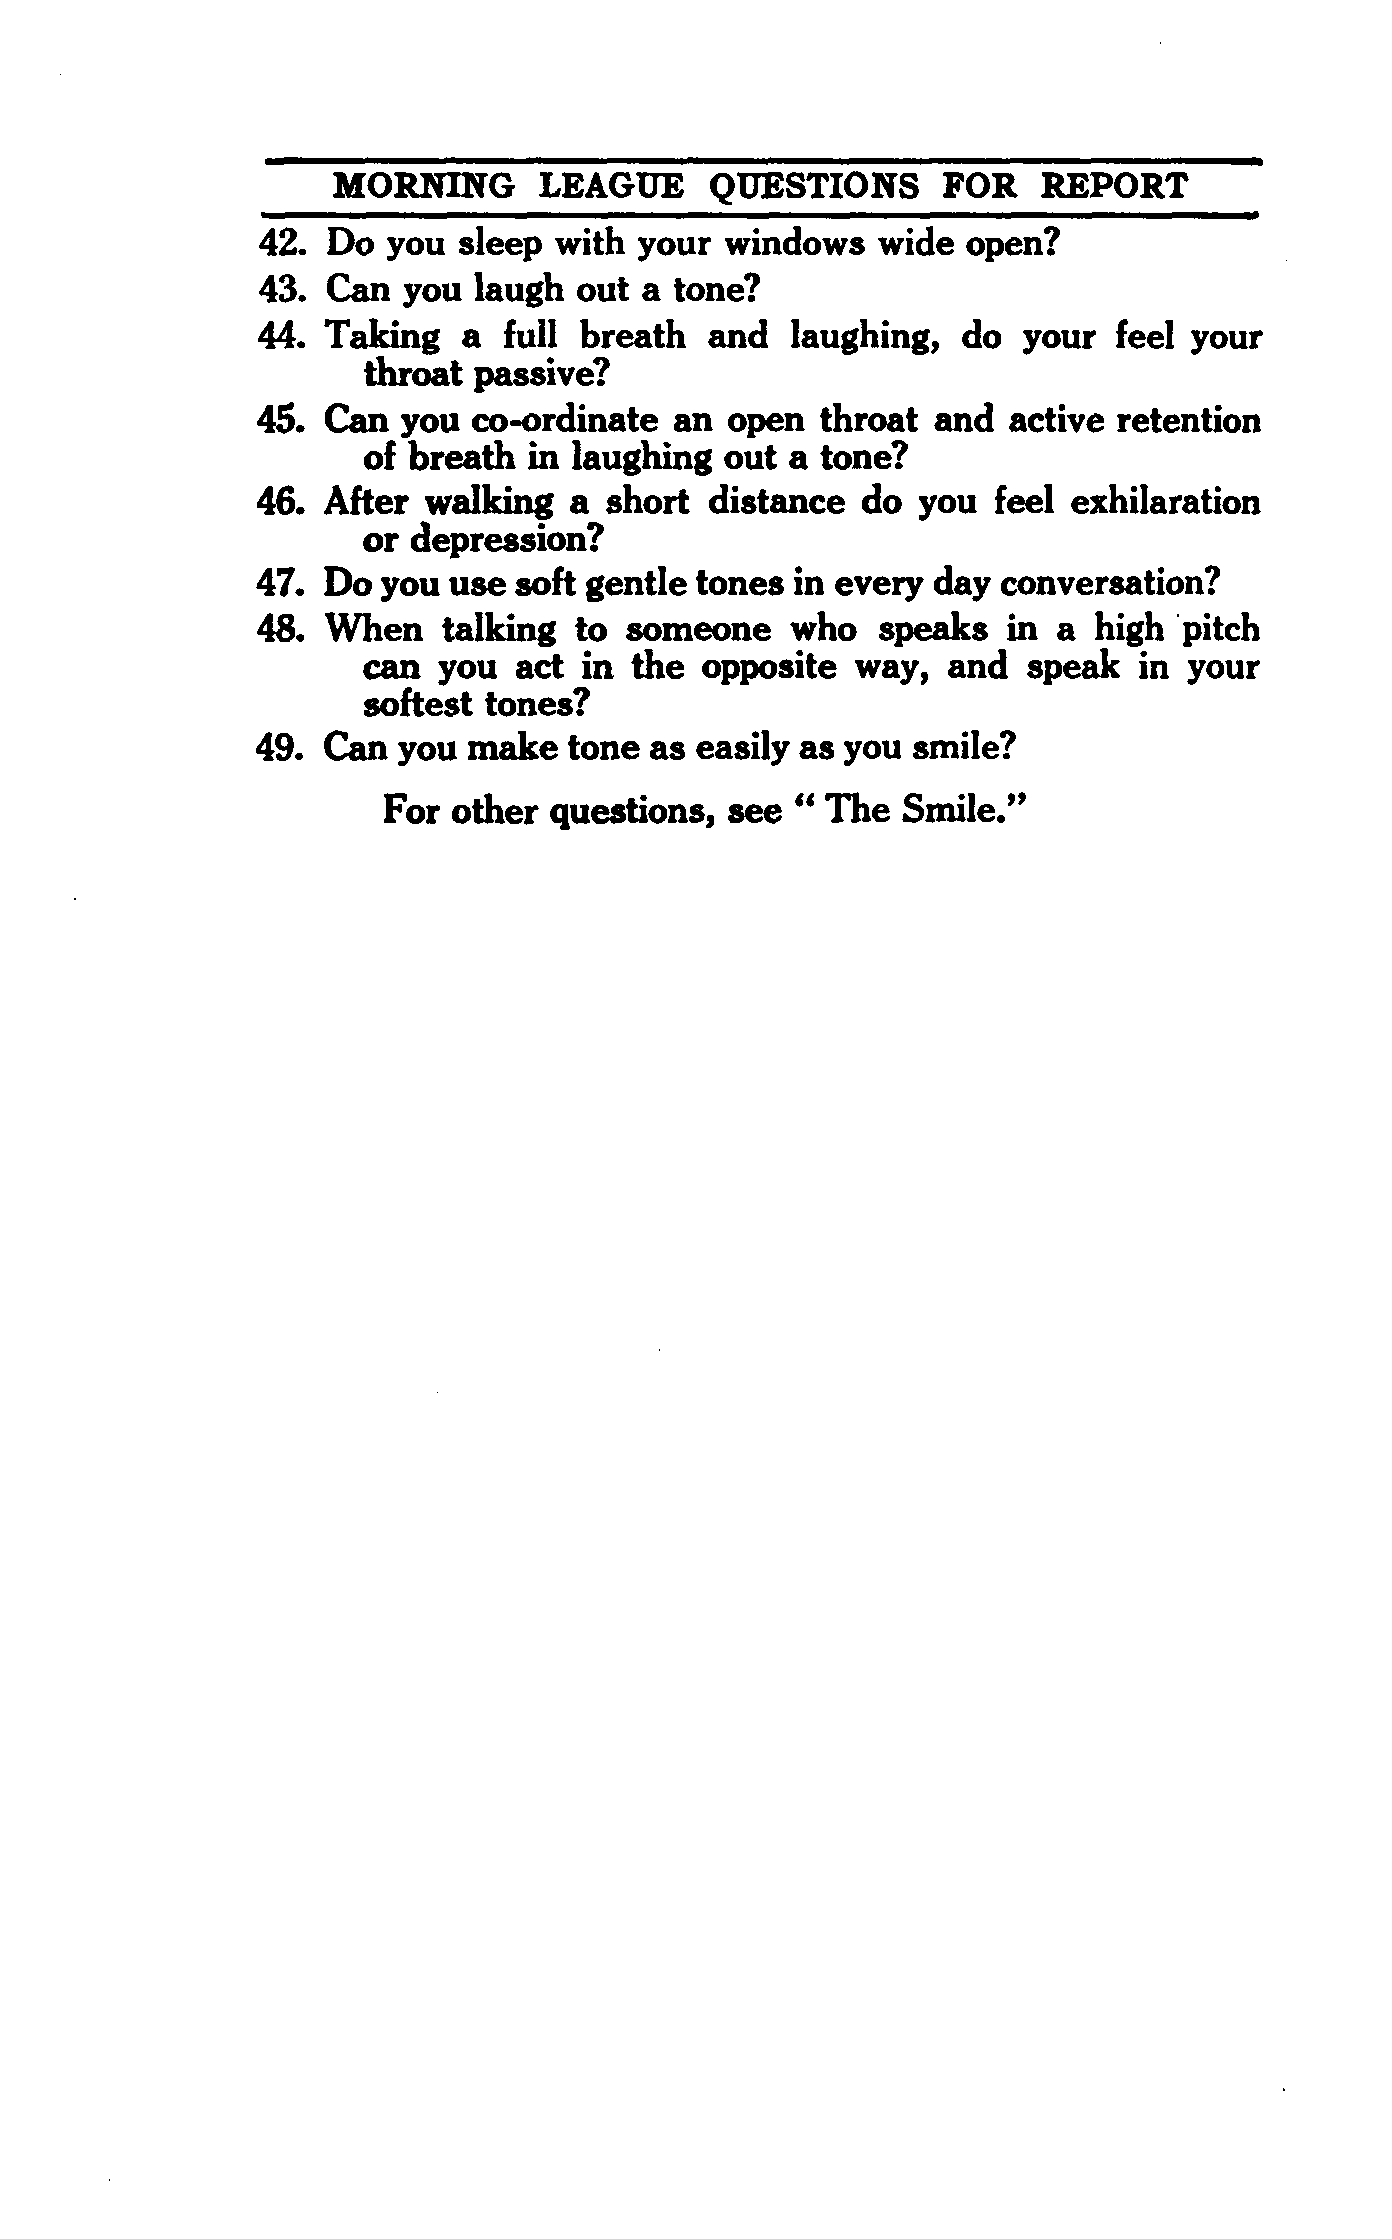 MORNING LEAGUE QUESTIONS FOR REPORT
42. Do you sleep with your windows wide open?
43. Can you laugh out a tone?
44. Taking a full breath and laughing, do your feel your
throat passive?
45. Can you co-ordinate an open throat and active retention
of breath in laughing out a tone?
46. After walking a short distance do you feel exhilaration
or depression?
47. Do you use soft gentle tones in every day conversation?
48. When talking to someone who speaks in a high pitch
can you act in the opposite way, and speak in your
softest tones?
49. Can you make tone as easily as you smile?
For other questions, see “ The Smile.”